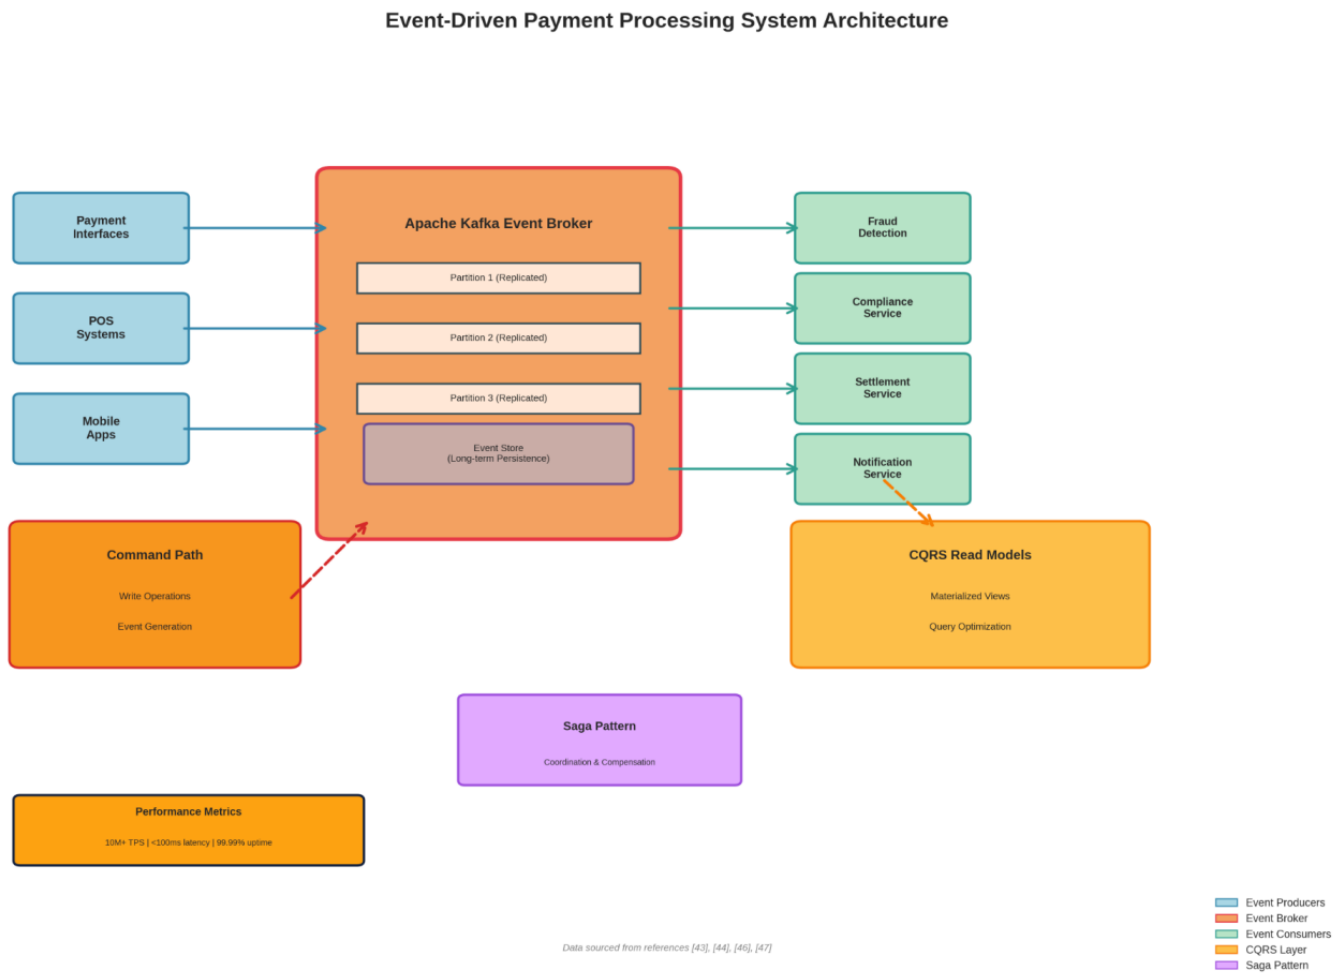 Event-Driven Payment Processing System Architecture
Payment
Interfaces
POS
Systems
Mobile
Apps
Apache Kafka Event Broker
Partition 1 (Replicated)
Partition 2 (Replicated)
Partition 3 (Replicated)
Event Store
(Long-term Persistence)
Fraud
Detection
Compliance
Service
Settlement
Service
Notification
Service
Command Path
Write Operations
Event Generation
CQRS Read Models
Materialized Views
Query Optimization
Saga Pattern
Coordination & Compensation
Performance Metrics
10M+ TPS | <100ms latency | 99.99% uptime
Event Producers
Event Broker
Event Consumers
CQRS Layer
Saga Pattern
Data sourced from references [43], [44], [46], [47]